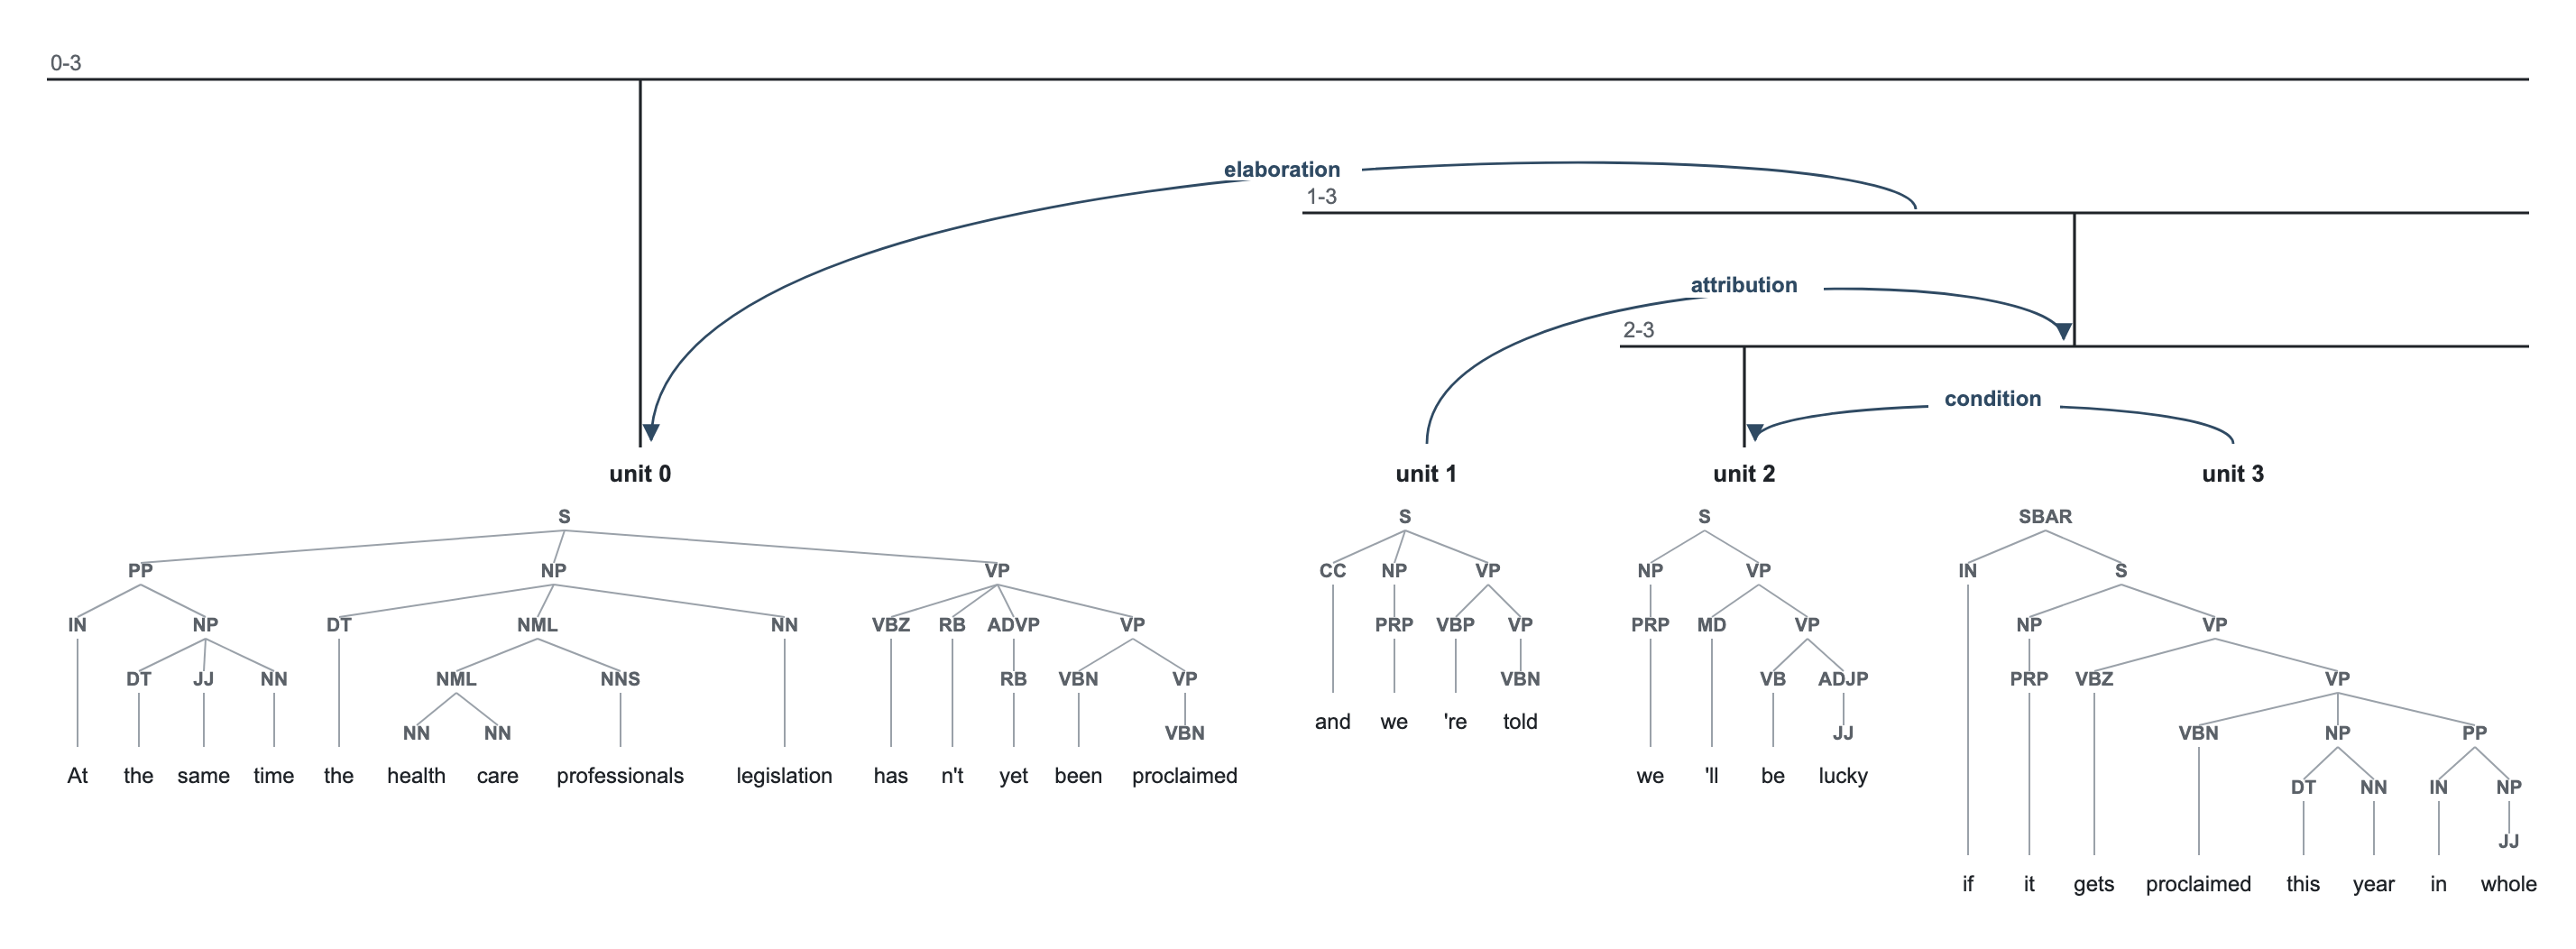 0-3
elaboration
1-3
attribution
2-3
condition
unit 0 unit 1 unit 2 unit 3
S S S SBAR
PP NP VP CC NP VP NP VP IN S
IN NP DT NML NN VBZ RB ADVP VP PRP VBP VP PRP MD VP NP VP
DT JJ NN NML NNS RB VBN VP VBN VB ADJP PRP VBZ VP
and we 're told
NN NN VBN JJ VBN NP PP
At the same time the health care professionals legislation has n't yet been proclaimed we 'll be lucky
DT NN IN NP
JJ
if it gets proclaimed this year in whole